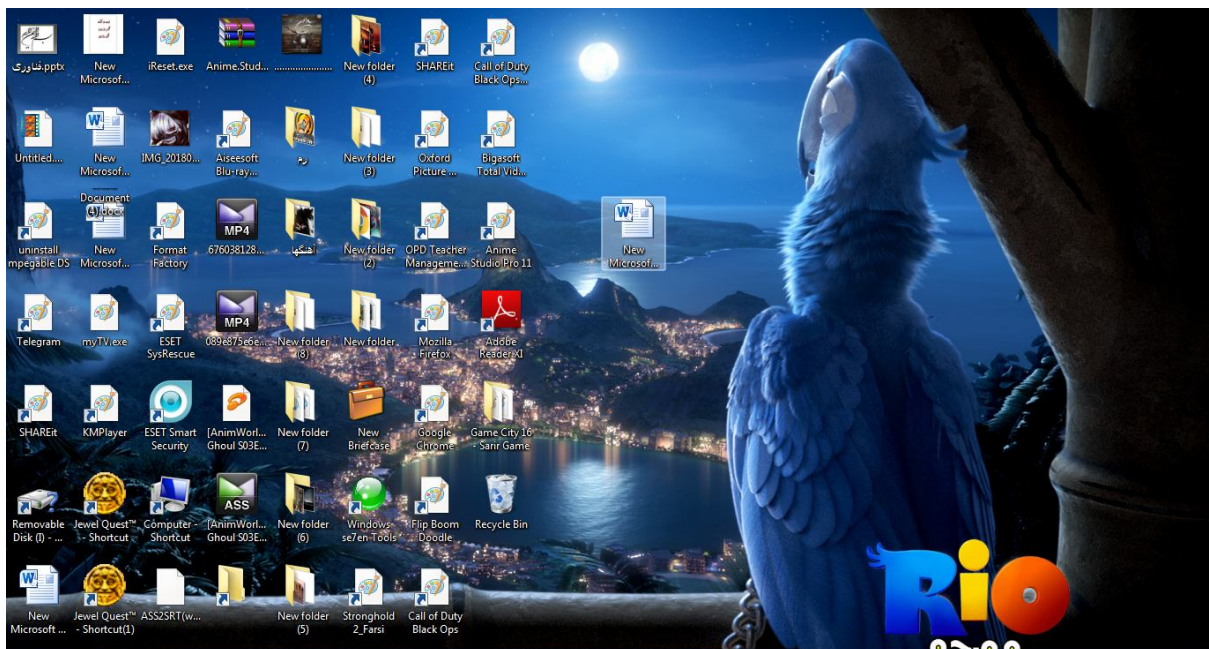 فناوری.pptx
New
Microsof...
iReset.exe
Anime.Stud...
.....................
New folder
(4)
SHAREit
Call of Duty
Black Ops...
Untitled....
New
Microsof...
Document
(4).docx
IMG_20180...
Aiseesoft
Blu-ray...
رم
New folder
(3)
Oxford
Picture ...
Bigasoft
Total Vid...
uninstall
mpegable DS
New
Microsof...
Format
Factory
MP4
676038128...
آهنگها
New folder
(2)
OPD Teacher
Manageme...
Anime
Studio Pro 11
New
Microsof...
Telegram
myTV.exe
ESET
SysRescue
MP4
089e875e6e...
New folder
(8)
New folder
Mozilla
Firefox
Adobe
Reader XI
SHAREit
KMPlayer
ESET Smart
Security
[AnimWorl...
Ghoul S03E...
New folder
(7)
New
Briefcase
Google
Chrome
Game City 16
- Sarir Game
Removable
Disk (I) - ...
Jewel Quest™
- Shortcut
Computer -
Shortcut
ASS
[AnimWorl...
Ghoul S03E...
New folder
(6)
Windows
se7en Tools
Flip Boom
Doodle
Recycle Bin
New
Microsoft ...
Jewel Quest™
- Shortcut(1)
ASS2SRT(w...
New folder
(5)
Stronghold
2_Farsi
Call of Duty
Black Ops
Rio